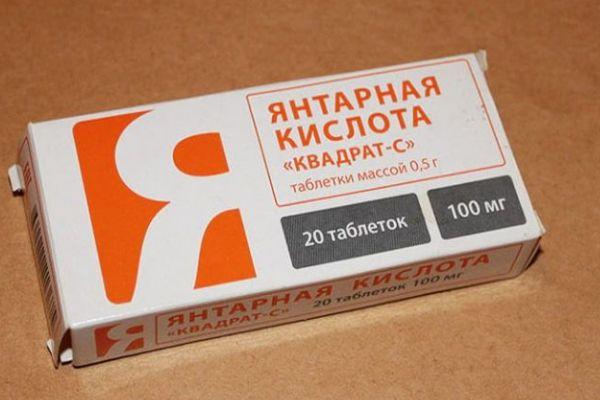 Я
ЯНТАРНАЯ
КИСЛОТА
«КВАДРАТ-С»
таблетки массой 0,5 г
20 таблеток
100 мг
Я
ЯНТАРНАЯ КИСЛОТА
«КВАДРАТ-С» 20 таблеток 100 мг